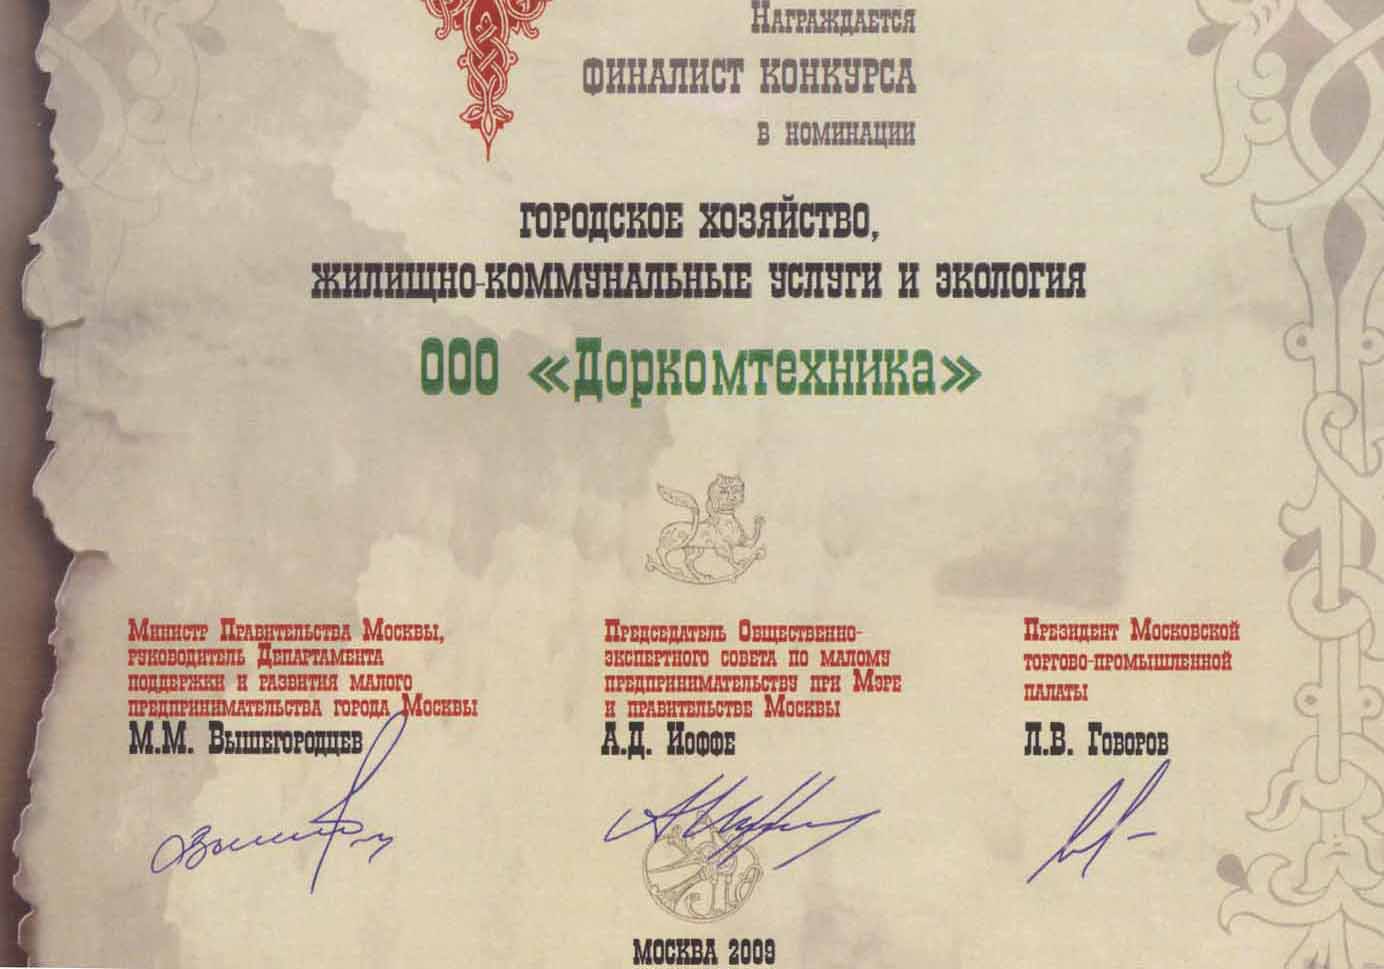 Награждается
ФИНАЛИСТ КОНКУРСА
в номинации
ГОРОДСКОЕ ХОЗЯЙСТВО,
ЖИЛИЩНО-КОММУНАЛЬНЫЕ УСЛУГИ И ЭКОЛОГИЯ
ООО «Доркомтехника»
Министр Правительства Москвы,
руководитель Департамента
поддержки и развития малого
предпринимательства города Москвы
М.М. Вышегородцев
Председатель Общественно-
экспертного совета по малому
предпринимательству при Мэре
и правительстве Москвы
А.Д. Иоффе
Президент Московской
торгово-промышленной
палаты
Л.В. Говоров
МОСКВА 2009